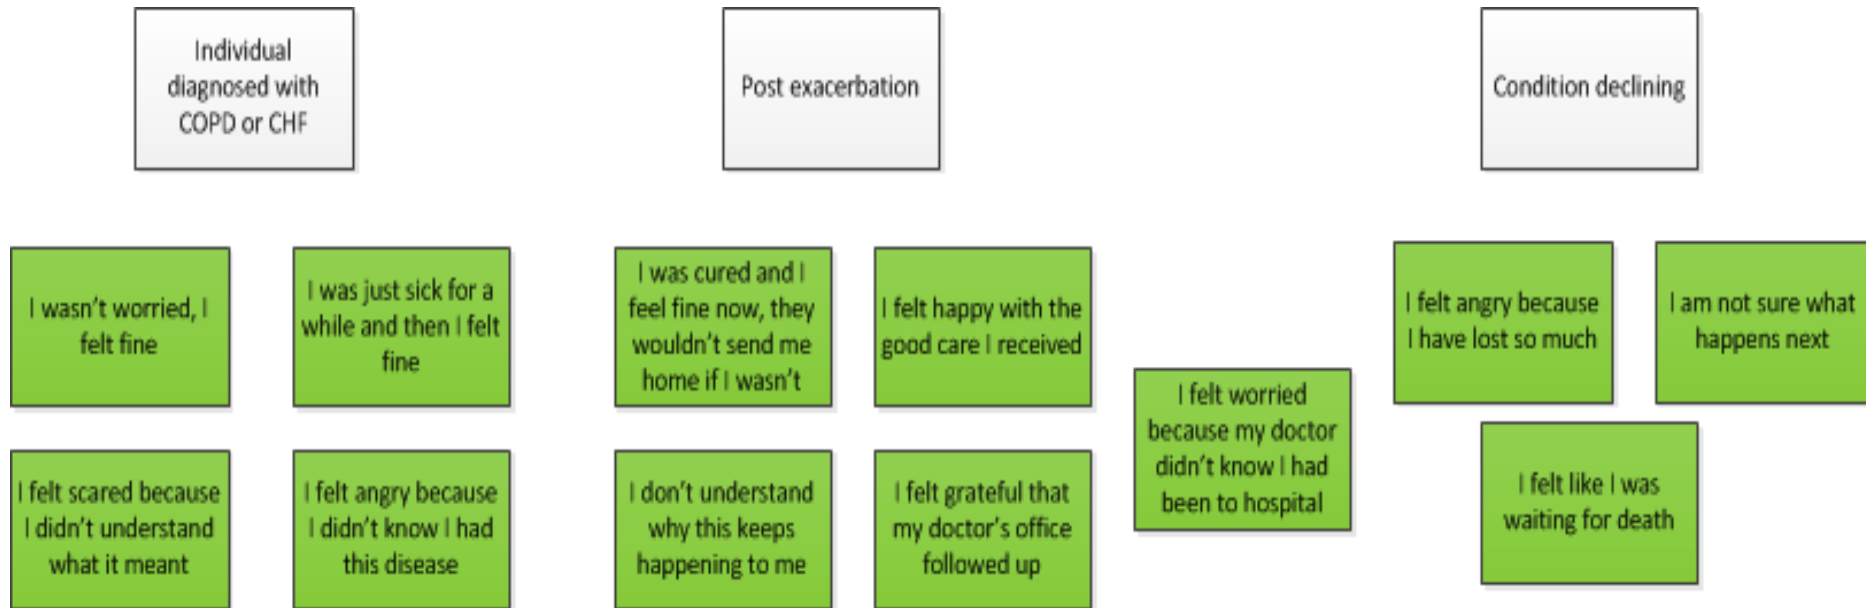 Individual
diagnosed with
COPD or CHF
Post exacerbation
Condition declining
I wasn't worried, I
felt fine
I was just sick for a
while and then I felt
fine
I was cured and I
feel fine now, they
wouldn't send me
home if I wasn't
I felt happy with the
good care I received
I felt angry because
I have lost so much
I am not sure what
happens next
I felt worried
because my doctor
didn't know I had
been to hospital
I felt scared because
I didn't understand
what it meant
I felt angry because
I didn't know I had
this disease
I don't understand
why this keeps
happening to me
I felt grateful that
my doctor's office
followed up
I felt like I was
waiting for death